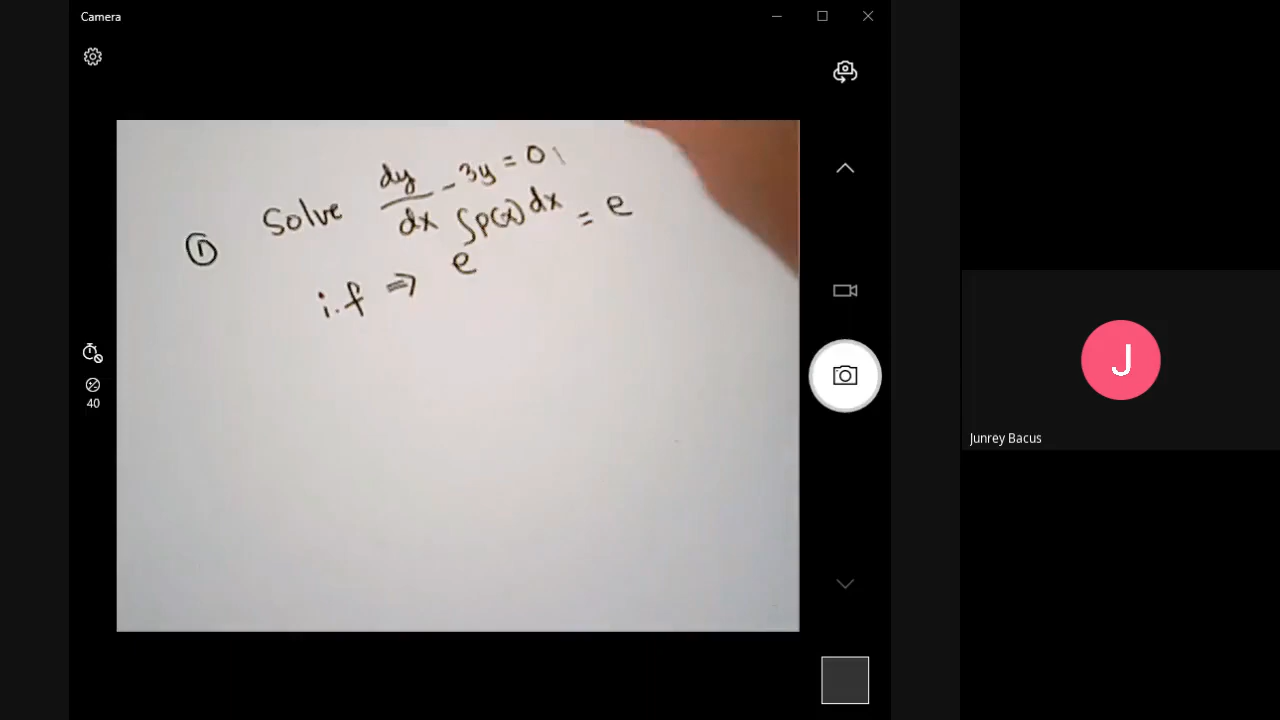 Camera
① Solve dy/dx - 3y = 0
i.f ⇒ e^∫p(x)dx = e
40
J
Junrey Bacus